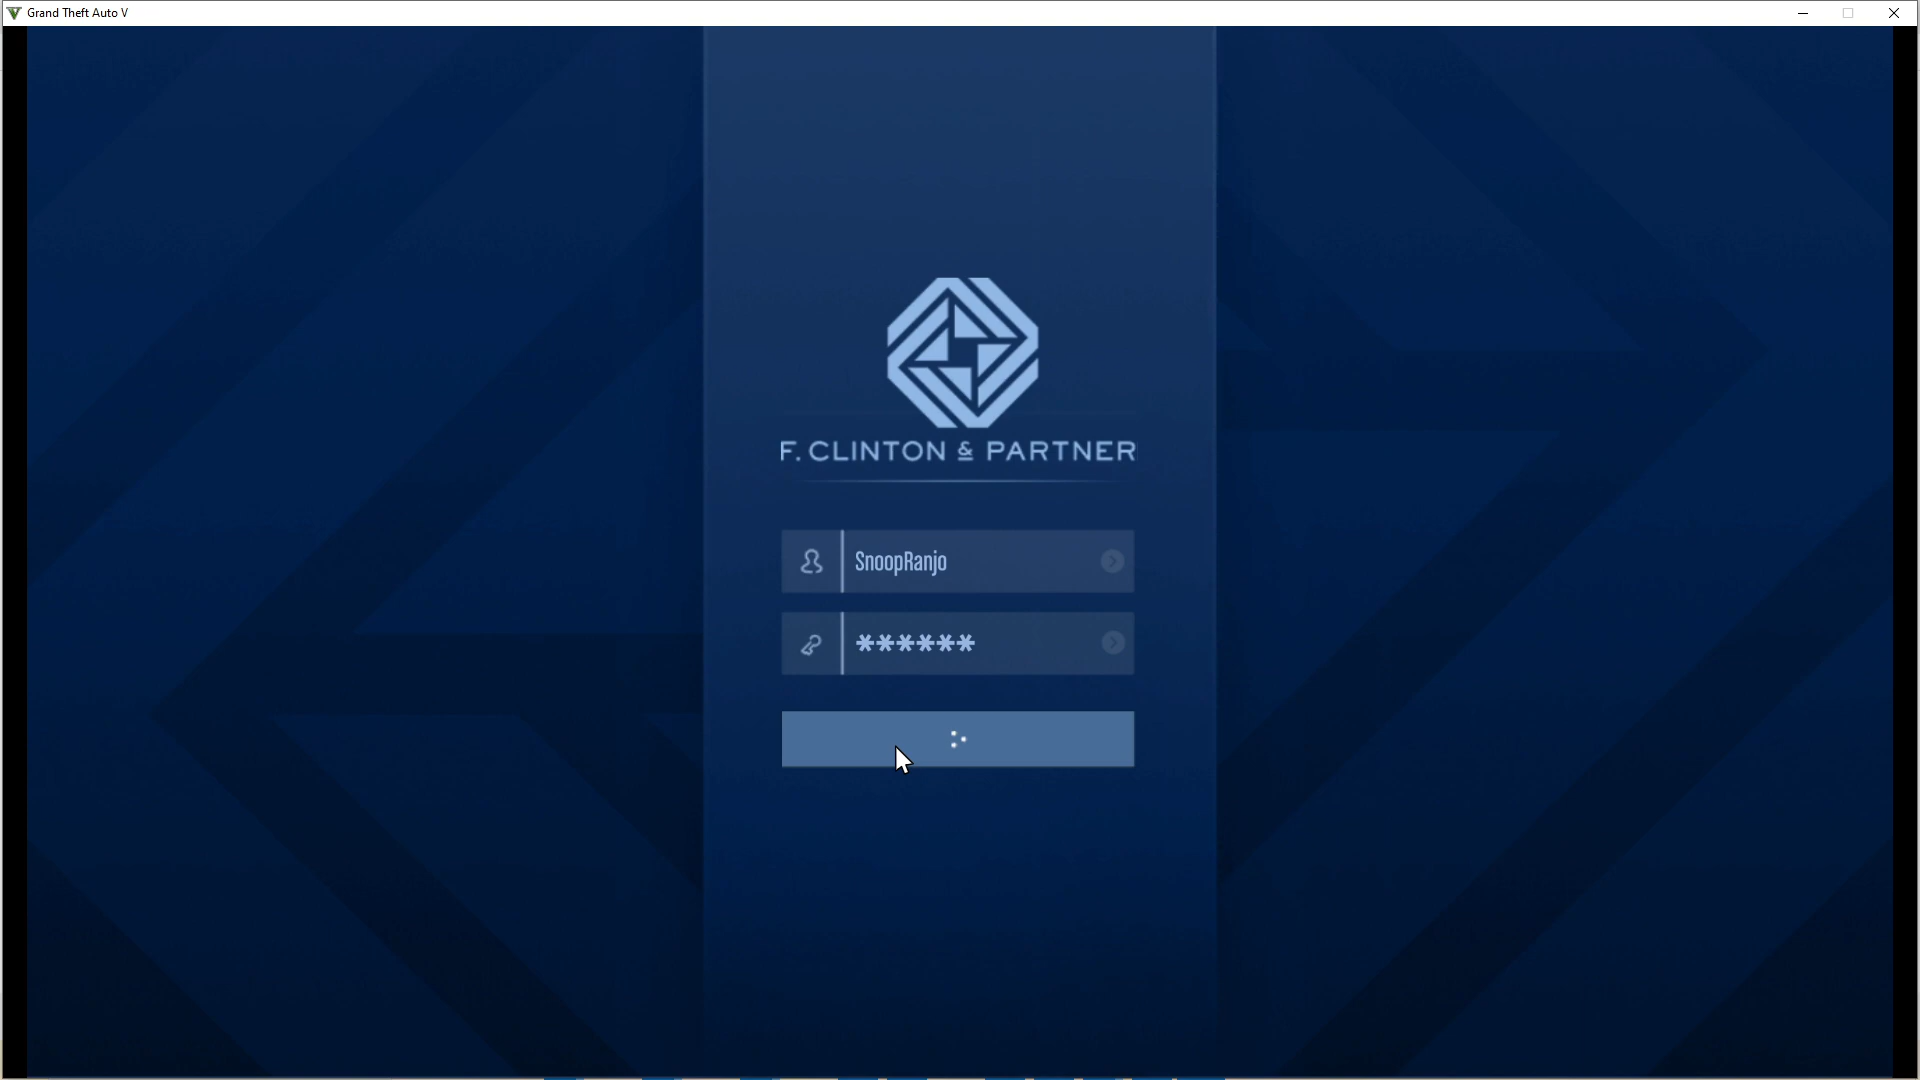 Grand Theft Auto V
F. CLINTON & PARTNER
SnoopRanjo
******